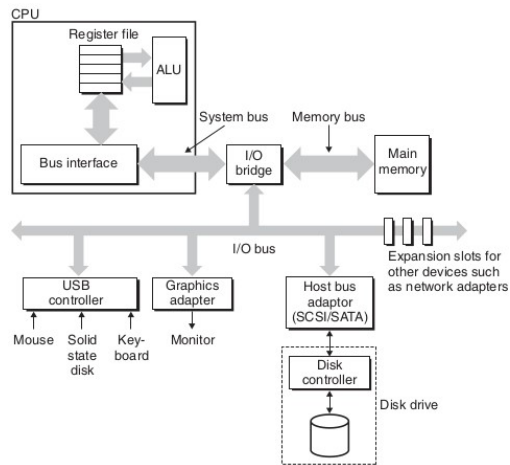 CPU
Register file
ALU
System bus
Memory bus
Bus interface
I/O
bridge
Main
memory
I/O bus
Expansion slots for
other devices such
as network adapters
USB
controller
Graphics
adapter
Host bus
adaptor
(SCSI/SATA)
Mouse
Solid
state
disk
Key-
board
Monitor
Disk
controller
Disk drive